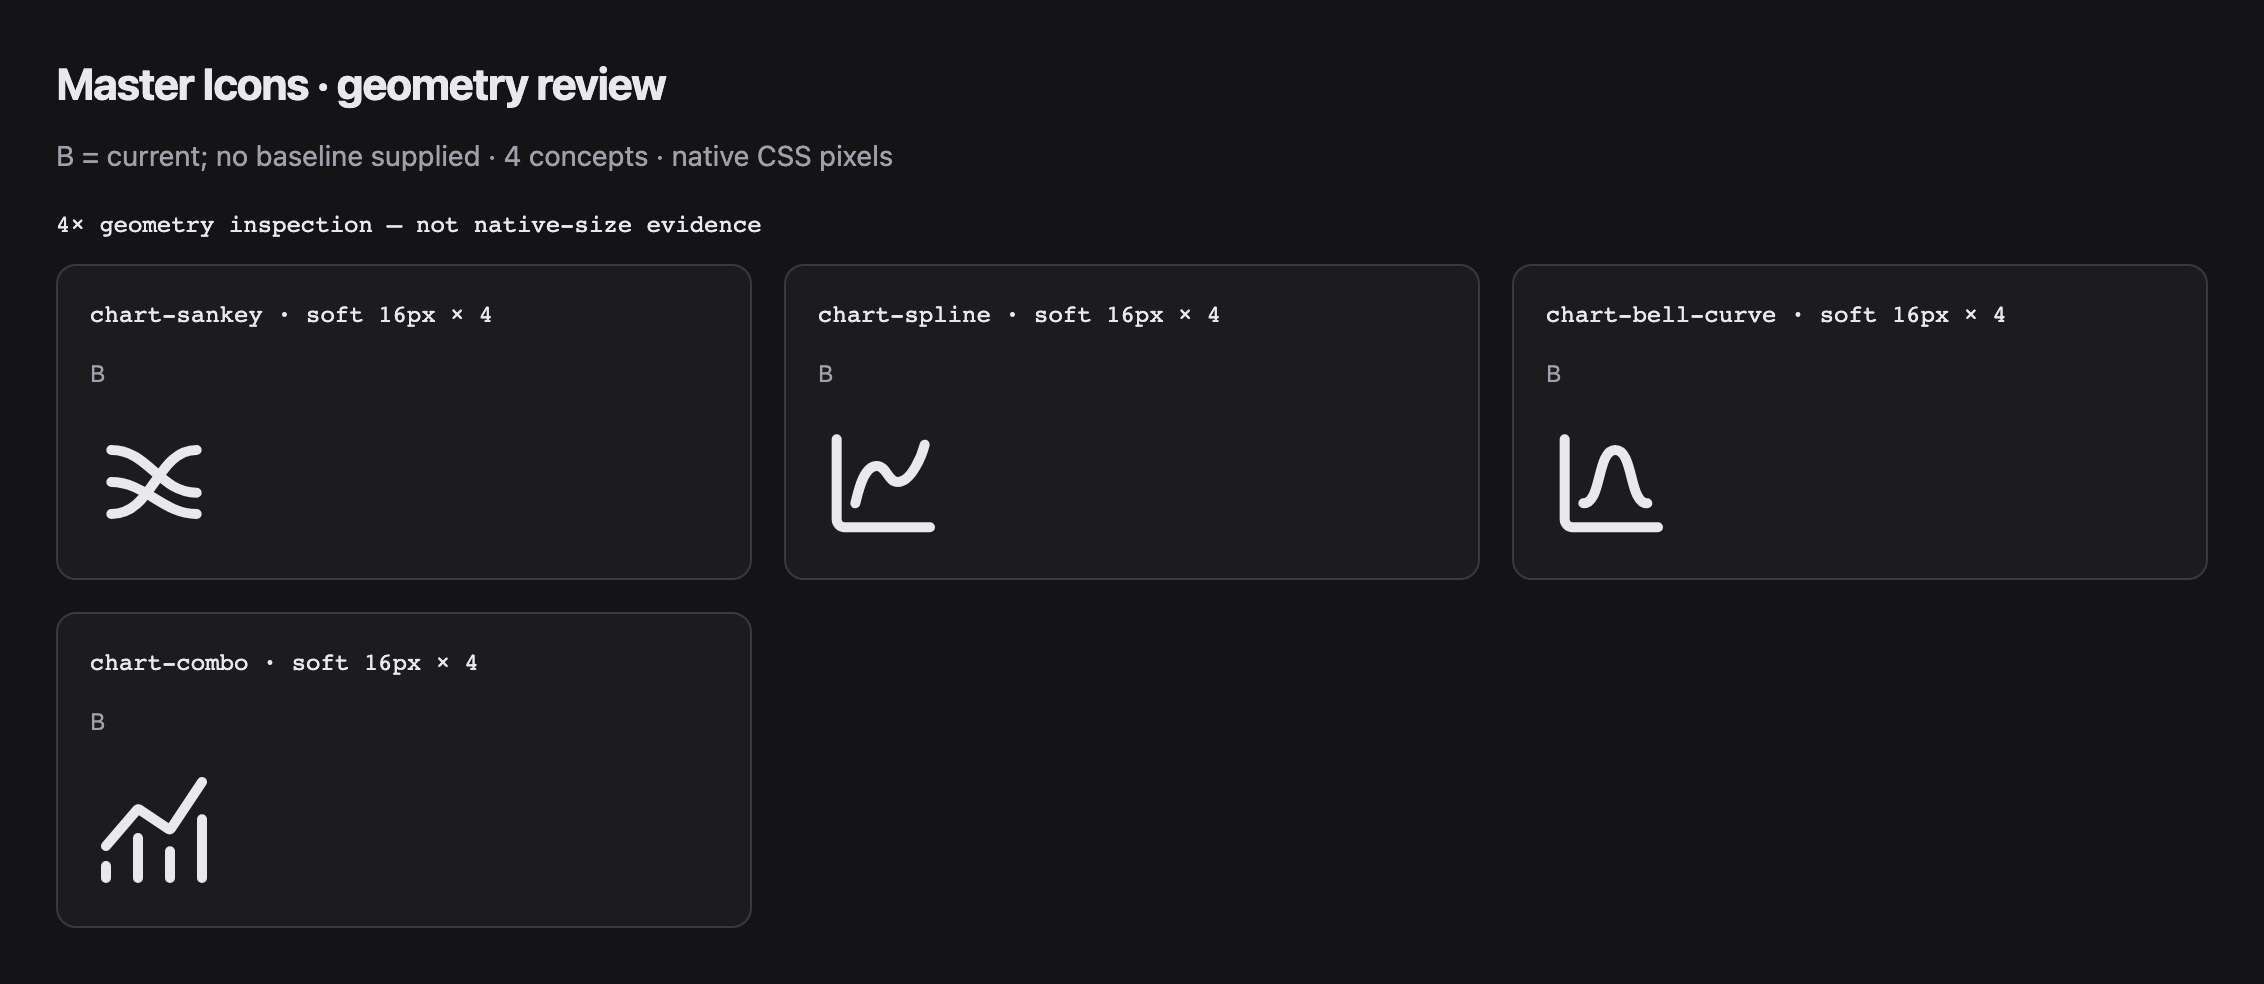 Master Icons · geometry review
B = current; no baseline supplied · 4 concepts · native CSS pixels
4× geometry inspection — not native-size evidence
chart-sankey · soft 16px × 4
B
chart-spline · soft 16px × 4
B
chart-bell-curve · soft 16px × 4
B
chart-combo · soft 16px × 4
B